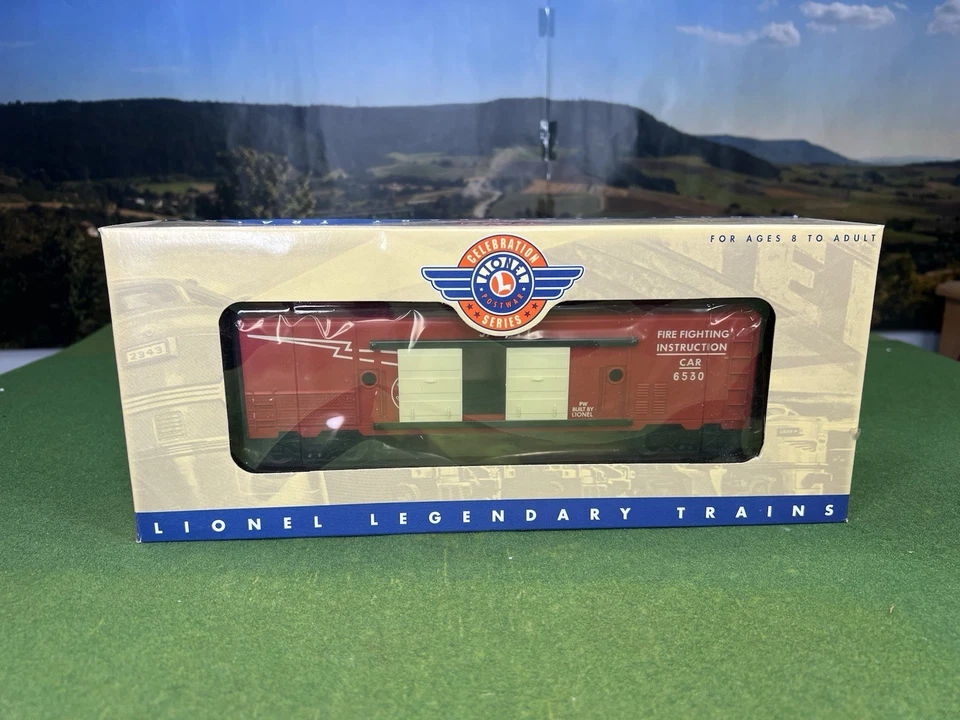 FOR AGES 8 TO ADULT
CELEBRATION
LIONEL
L
POSTWAR
SERIES
2343
FIRE FIGHTING
INSTRUCTION
CAR
6530
PW
BUILT BY
LIONEL
LIONEL LEGENDARY TRAINS